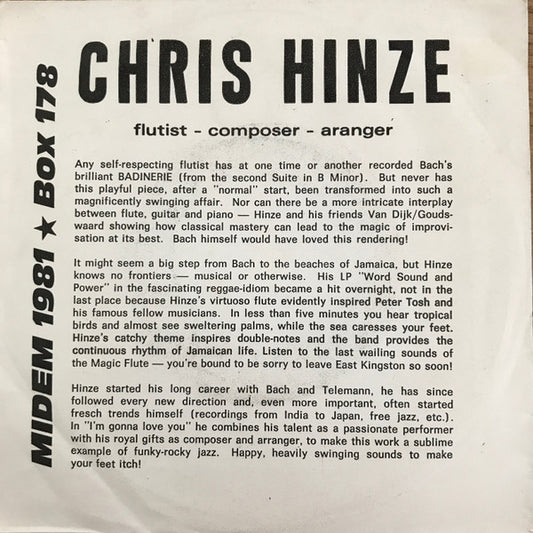 CHRIS HINZE
flutist - composer - aranger
MIDEM 1981 ★ Box 178
Any self-respecting flutist has at one time or another recorded Bach's
brilliant BADINERIE (from the second Suite in B Minor). But never has
this playful piece, after a "normal" start, been transformed into such a
magnificently swinging affair. Nor can there be a more intricate interplay
between flute, guitar and piano — Hinze and his friends Van Dijk/Gouds-
waard showing how classical mastery can lead to the magic of improvi-
sation at its best. Bach himself would have loved this rendering!
It might seem a big step from Bach to the beaches of Jamaica, but Hinze
knows no frontiers — musical or otherwise. His LP "Word Sound and
Power" in the fascinating reggae-idiom became a hit overnight, not in the
last place because Hinze's virtuoso flute evidently inspired Peter Tosh and
his famous fellow musicians. In less than five minutes you hear tropical
birds and almost see sweltering palms, while the sea caresses your feet.
Hinze's catchy theme inspires double-notes and the band provides the
continuous rhythm of Jamaican life. Listen to the last wailing sounds of
the Magic Flute — you're bound to be sorry to leave East Kingston so soon!
Hinze started his long career with Bach and Telemann, he has since
followed every new direction and, even more important, often started
fresch trends himself (recordings from India to Japan, free jazz, etc.).
In "I'm gonna love you" he combines his talent as a passionate performer
with his royal gifts as composer and arranger, to make this work a sublime
example of funky-rocky jazz. Happy, heavily swinging sounds to make
your feet itch!